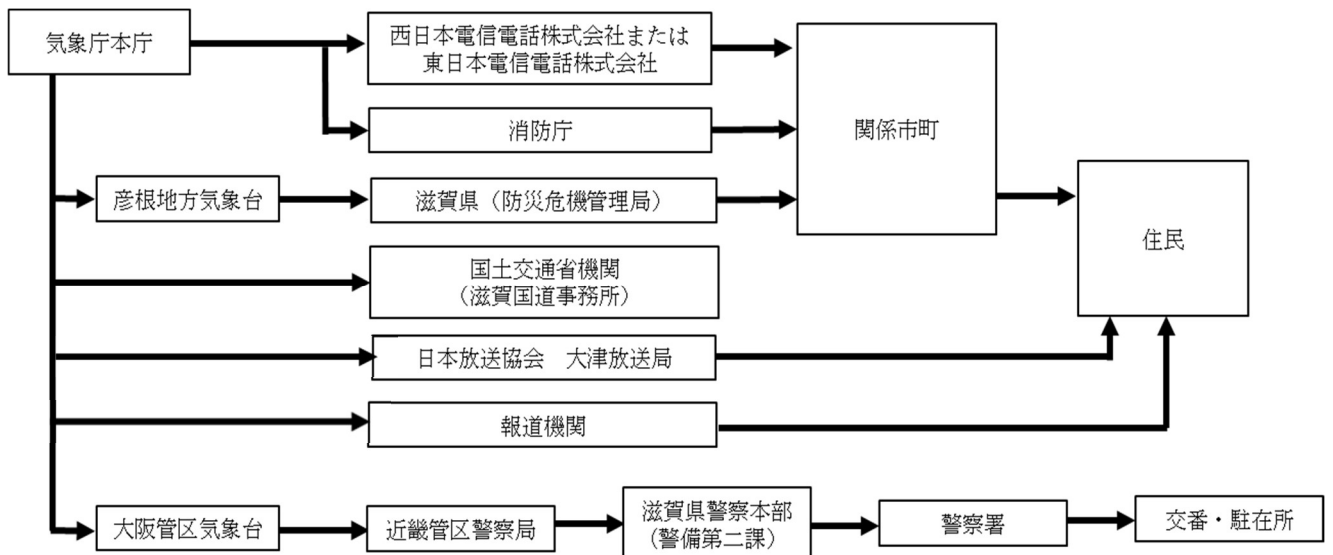 気象庁本庁
西日本電信電話株式会社または
東日本電信電話株式会社
消防庁
関係市町
彦根地方気象台
滋賀県（防災危機管理局）
住民
国土交通省機関
（滋賀国道事務所）
日本放送協会　大津放送局
報道機関
大阪管区気象台
近畿管区警察局
滋賀県警察本部
（警備第二課）
警察署
交番・駐在所